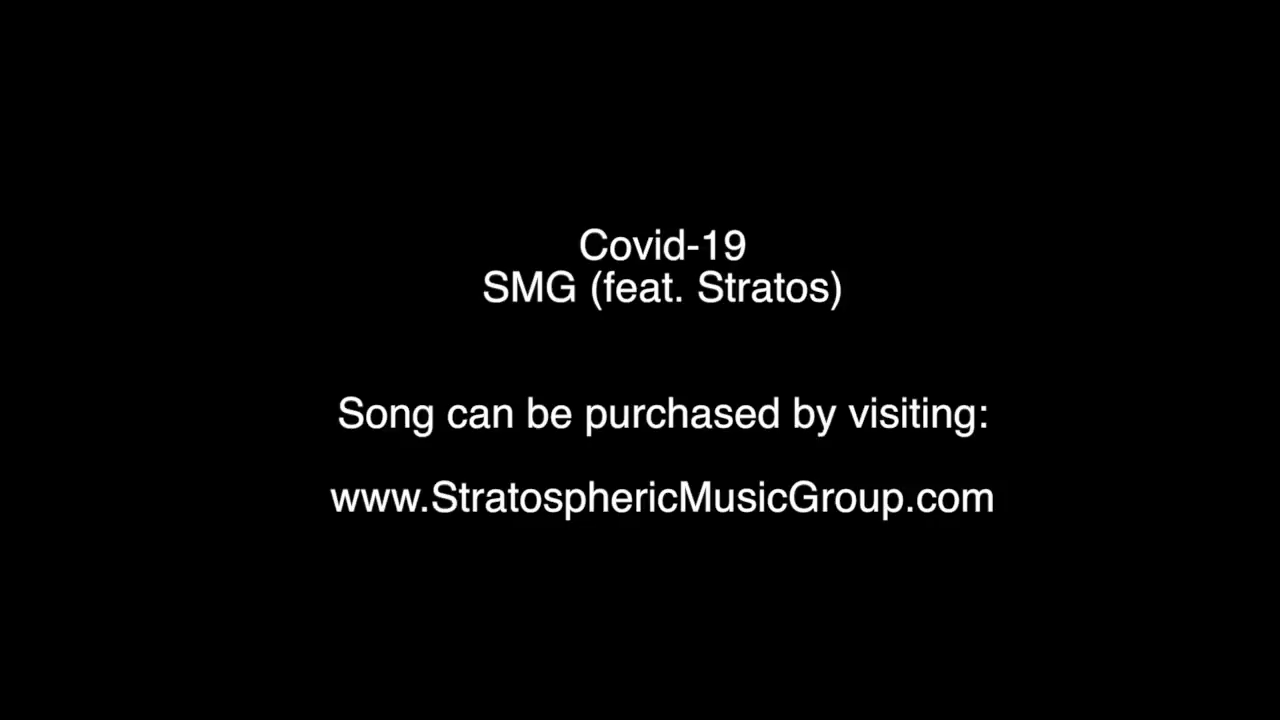 Covid-19
SMG (feat. Stratos)
Song can be purchased by visiting:
www.StratosphericMusicGroup.com